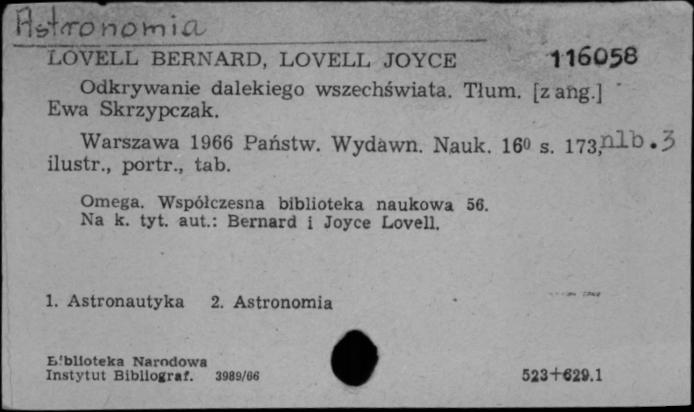 Astronomia
LOVELL BERNARD, LOVELL JOYCE 116058
Odkrywanie dalekiego wszechświata. Tłum. [z ang.]
Ewa Skrzypczak.
Warszawa 1966 Państw. Wydawn. Nauk. 16⁰ s. 173, nlb. 3
ilustr., portr., tab.
Omega. Współczesna biblioteka naukowa 56.
Na k. tyt. aut.: Bernard i Joyce Lovell.
1. Astronautyka 2. Astronomia
Biblioteka Narodowa
Instytut Bibliograf. 3989/66 523+629.1